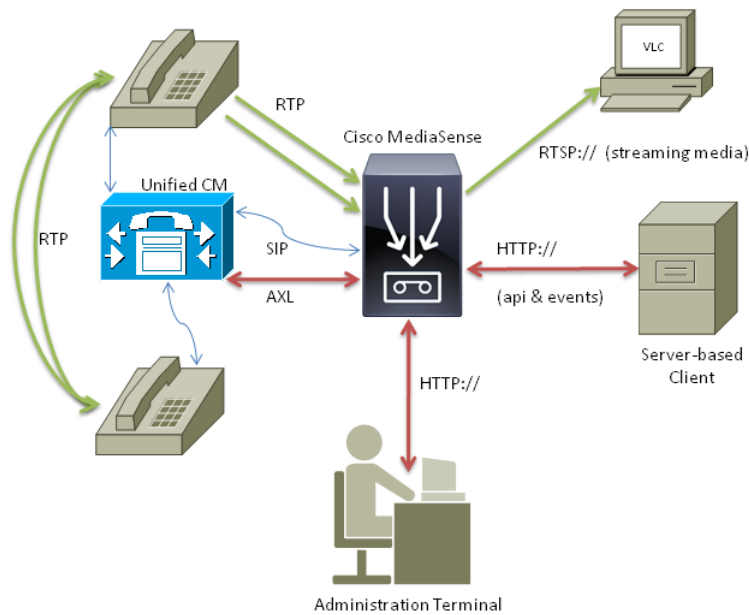 VLC
RTP
Cisco MediaSense
RTSP:// (streaming media)
Unified CM
RTP
SIP
HTTP://
AXL
(api & events)
Server-based
Client
HTTP://
Administration Terminal